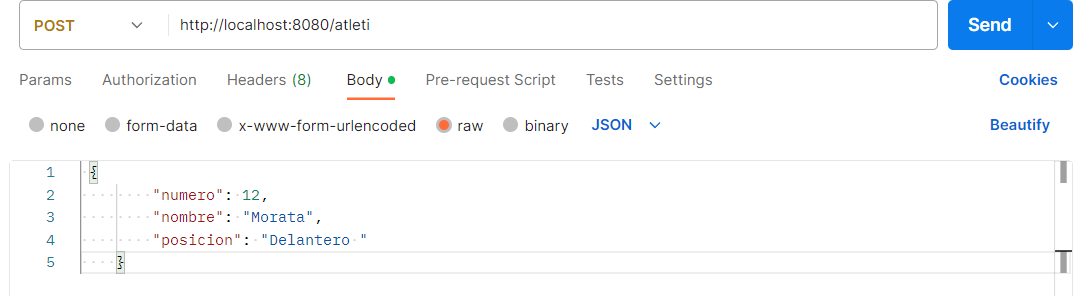 POST http://localhost:8080/atleti Send
Params Authorization Headers (8) Body Pre-request Script Tests Settings Cookies
none form-data x-www-form-urlencoded raw binary JSON Beautify
1 {
2 "numero": 12,
3 "nombre": "Morata",
4 "posicion": "Delantero "
5 }